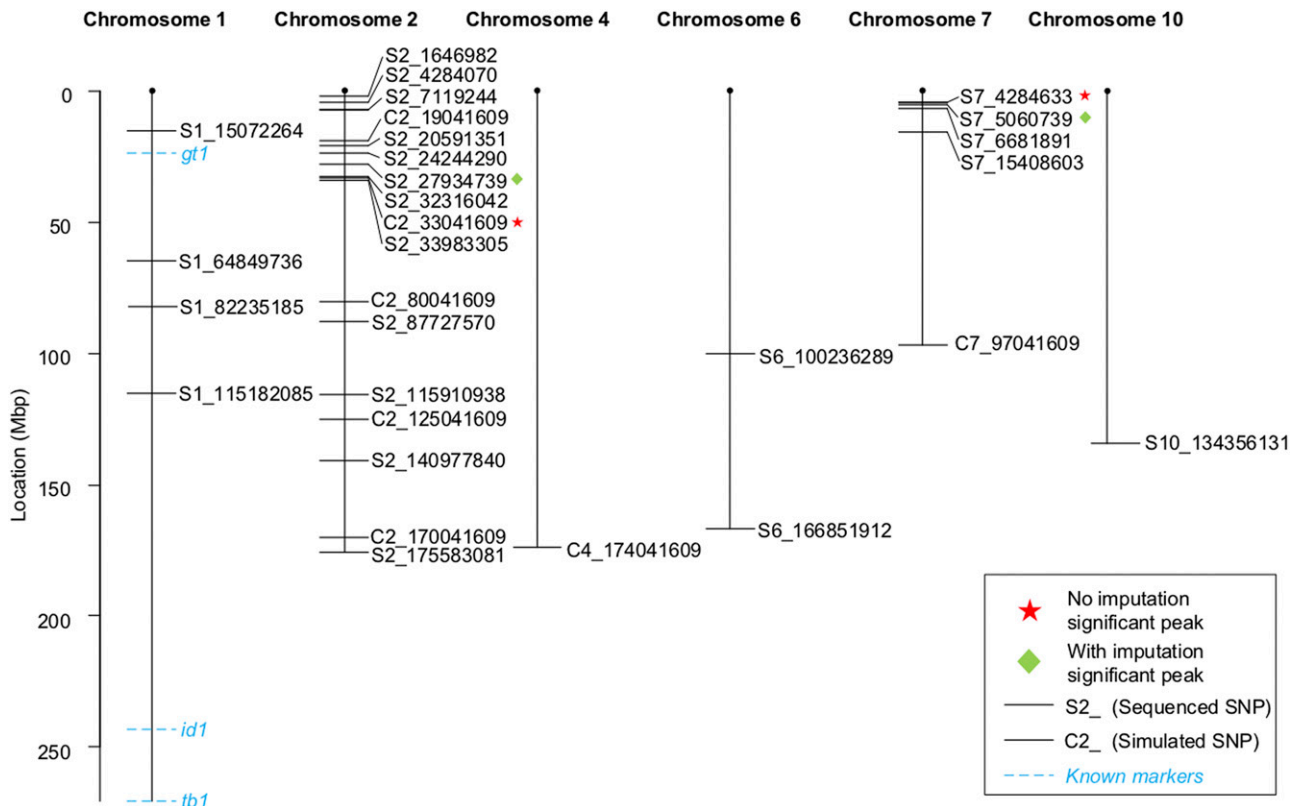 Chromosome 1
Chromosome 2
Chromosome 4
Chromosome 6
Chromosome 7
Chromosome 10
Location (Mbp)
0
50
100
150
200
250
S1_15072264
gt1
S1_64849736
S1_82235185
S1_115182085
id1
tb1
S2_1646982
S2_4284070
S2_7119244
C2_19041609
S2_20591351
S2_24244290
S2_27934739
S2_32316042
C2_33041609
S2_33983305
C2_80041609
S2_87727570
S2_115910938
C2_125041609
S2_140977840
C2_170041609
S2_175583081
C4_174041609
S6_100236289
S6_166851912
S7_4284633
S7_5060739
S7_6681891
S7_15408603
C7_97041609
S10_134356131
No imputation
significant peak
With imputation
significant peak
S2_ (Sequenced SNP)
C2_ (Simulated SNP)
Known markers